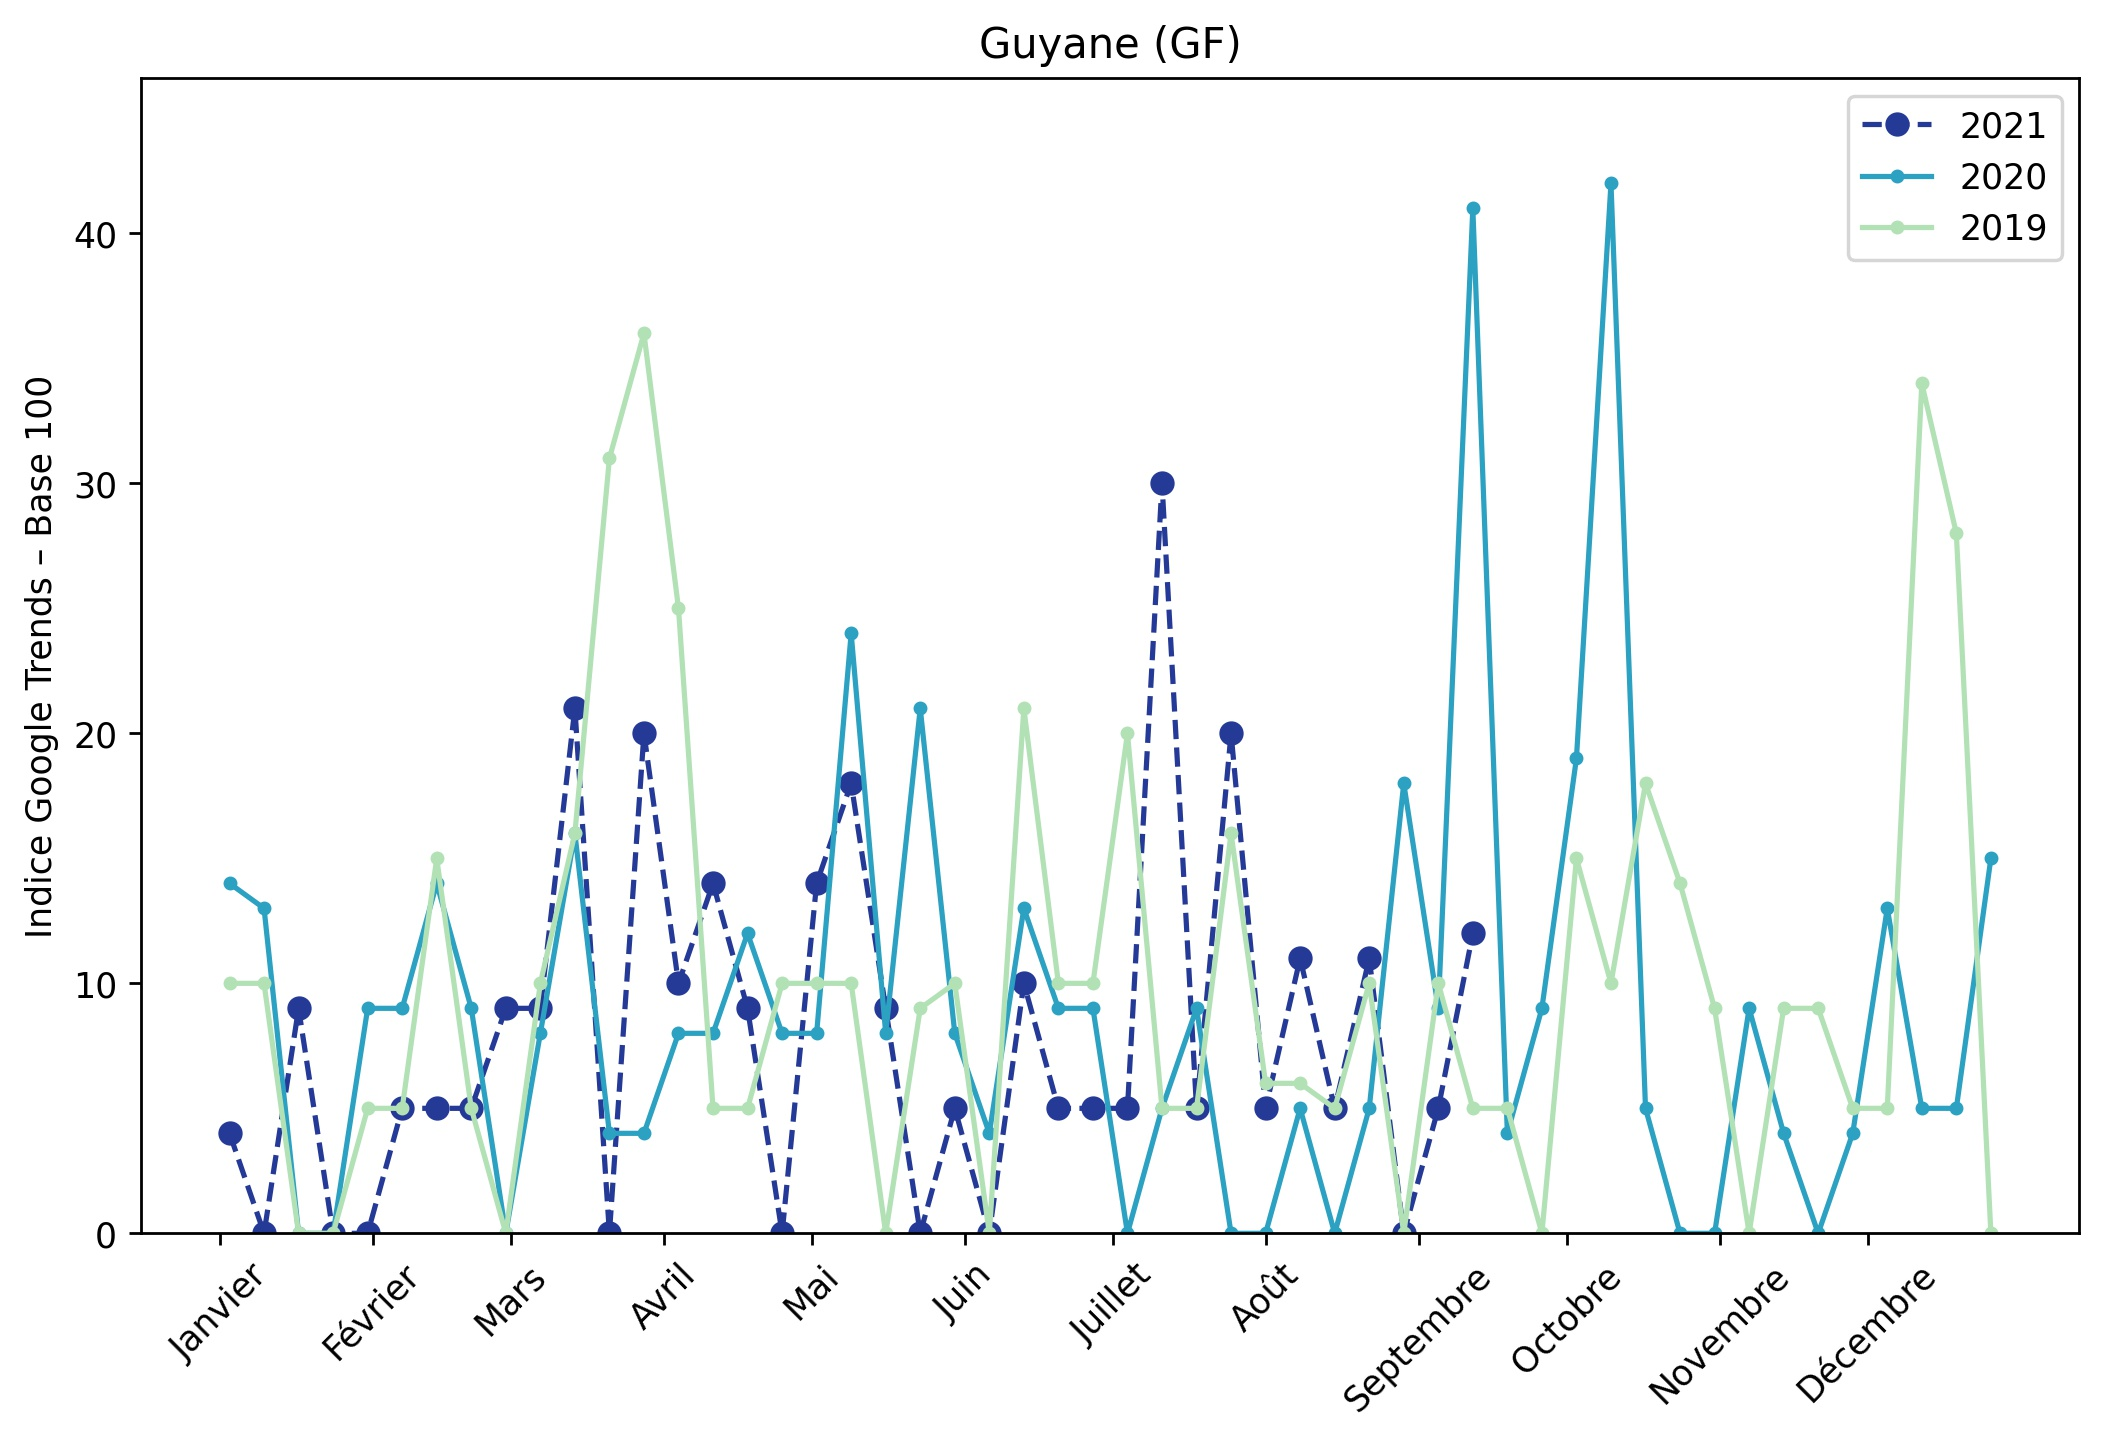 Guyane (GF)
2021
2020
2019
Indice Google Trends – Base 100
40
30
20
10
0
Janvier
Février
Mars
Avril
Mai
Juin
Juillet
Août
Septembre
Octobre
Novembre
Décembre